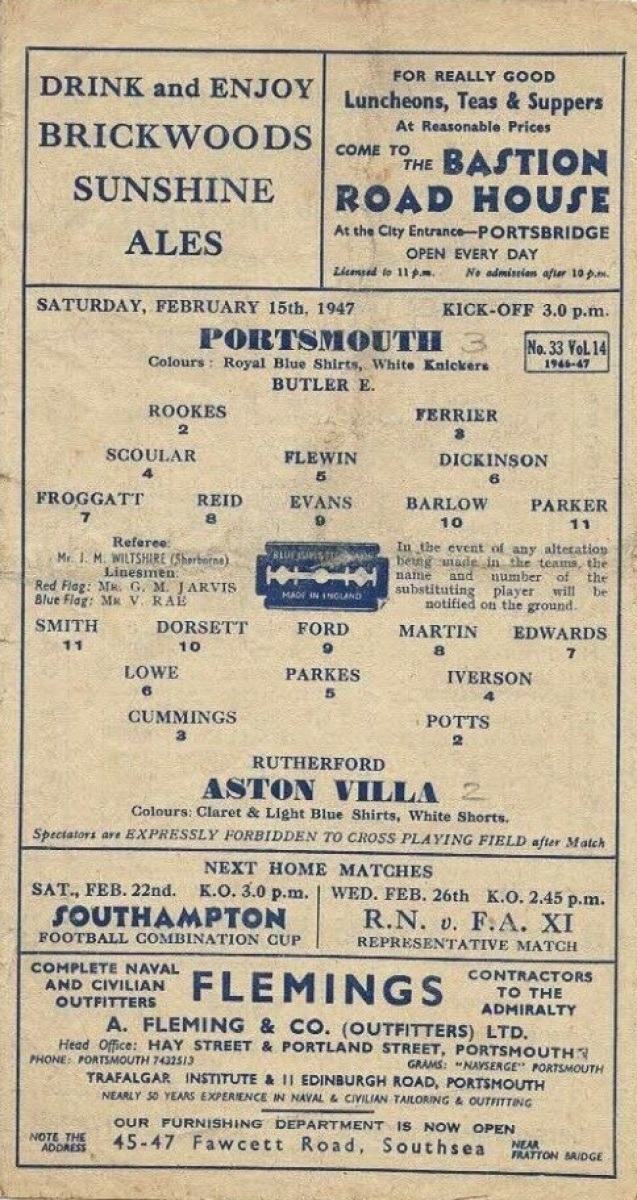 DRINK and ENJOY
BRICKWOODS
SUNSHINE
ALES
FOR REALLY GOOD
Luncheons, Teas & Suppers
At Reasonable Prices
COME TO THE BASTION
ROAD HOUSE
At the City Entrance—PORTSBRIDGE
OPEN EVERY DAY
Licensed to 11 p.m. No admission after 10 p.m.
SATURDAY, FEBRUARY 15th, 1947 KICK-OFF 3.0 p.m.
PORTSMOUTH 3
No. 33 Vol. 14
1946-47
Colours: Royal Blue Shirts, White Knickers
BUTLER E.
ROOKES FERRIER
2 3
SCOULAR FLEWIN DICKINSON
4 5 6
FROGGATT REID EVANS BARLOW PARKER
7 8 9 10 11
Referee:
Mr. J. M. WILTSHIRE (Sherborne)
Linesmen:
Red Flag: MR. G. M. JARVIS
Blue Flag: MR V. RAE
MADE IN ENGLAND
In the event of any alteration
being made in the teams, the
name and number of the
substituting player will be
notified on the ground.
SMITH DORSETT FORD MARTIN EDWARDS
11 10 9 8 7
LOWE PARKES IVERSON
6 5 4
CUMMINGS POTTS
3 2
RUTHERFORD
ASTON VILLA 2
Colours: Claret & Light Blue Shirts, White Shorts.
Spectators are EXPRESSLY FORBIDDEN TO CROSS PLAYING FIELD after Match
NEXT HOME MATCHES
SAT., FEB. 22nd. K.O. 3.0 p.m.
SOUTHAMPTON
FOOTBALL COMBINATION CUP
WED. FEB. 26th K.O. 2.45 p.m.
R.N. v. F.A. XI
REPRESENTATIVE MATCH
COMPLETE NAVAL
AND CIVILIAN
OUTFITTERS
FLEMINGS
CONTRACTORS
TO THE
ADMIRALTY
A. FLEMING & CO. (OUTFITTERS) LTD.
Head Office: HAY STREET & PORTLAND STREET, PORTSMOUTH
PHONE: PORTSMOUTH 7432513 GRAMS: "NAVSERGE" PORTSMOUTH
TRAFALGAR INSTITUTE & 11 EDINBURGH ROAD, PORTSMOUTH
NEARLY 50 YEARS EXPERIENCE IN NAVAL & CIVILIAN TAILORING & OUTFITTING
OUR FURNISHING DEPARTMENT IS NOW OPEN
NOTE THE ADDRESS 45-47 Fawcett Road, Southsea NEAR FRATTON BRIDGE